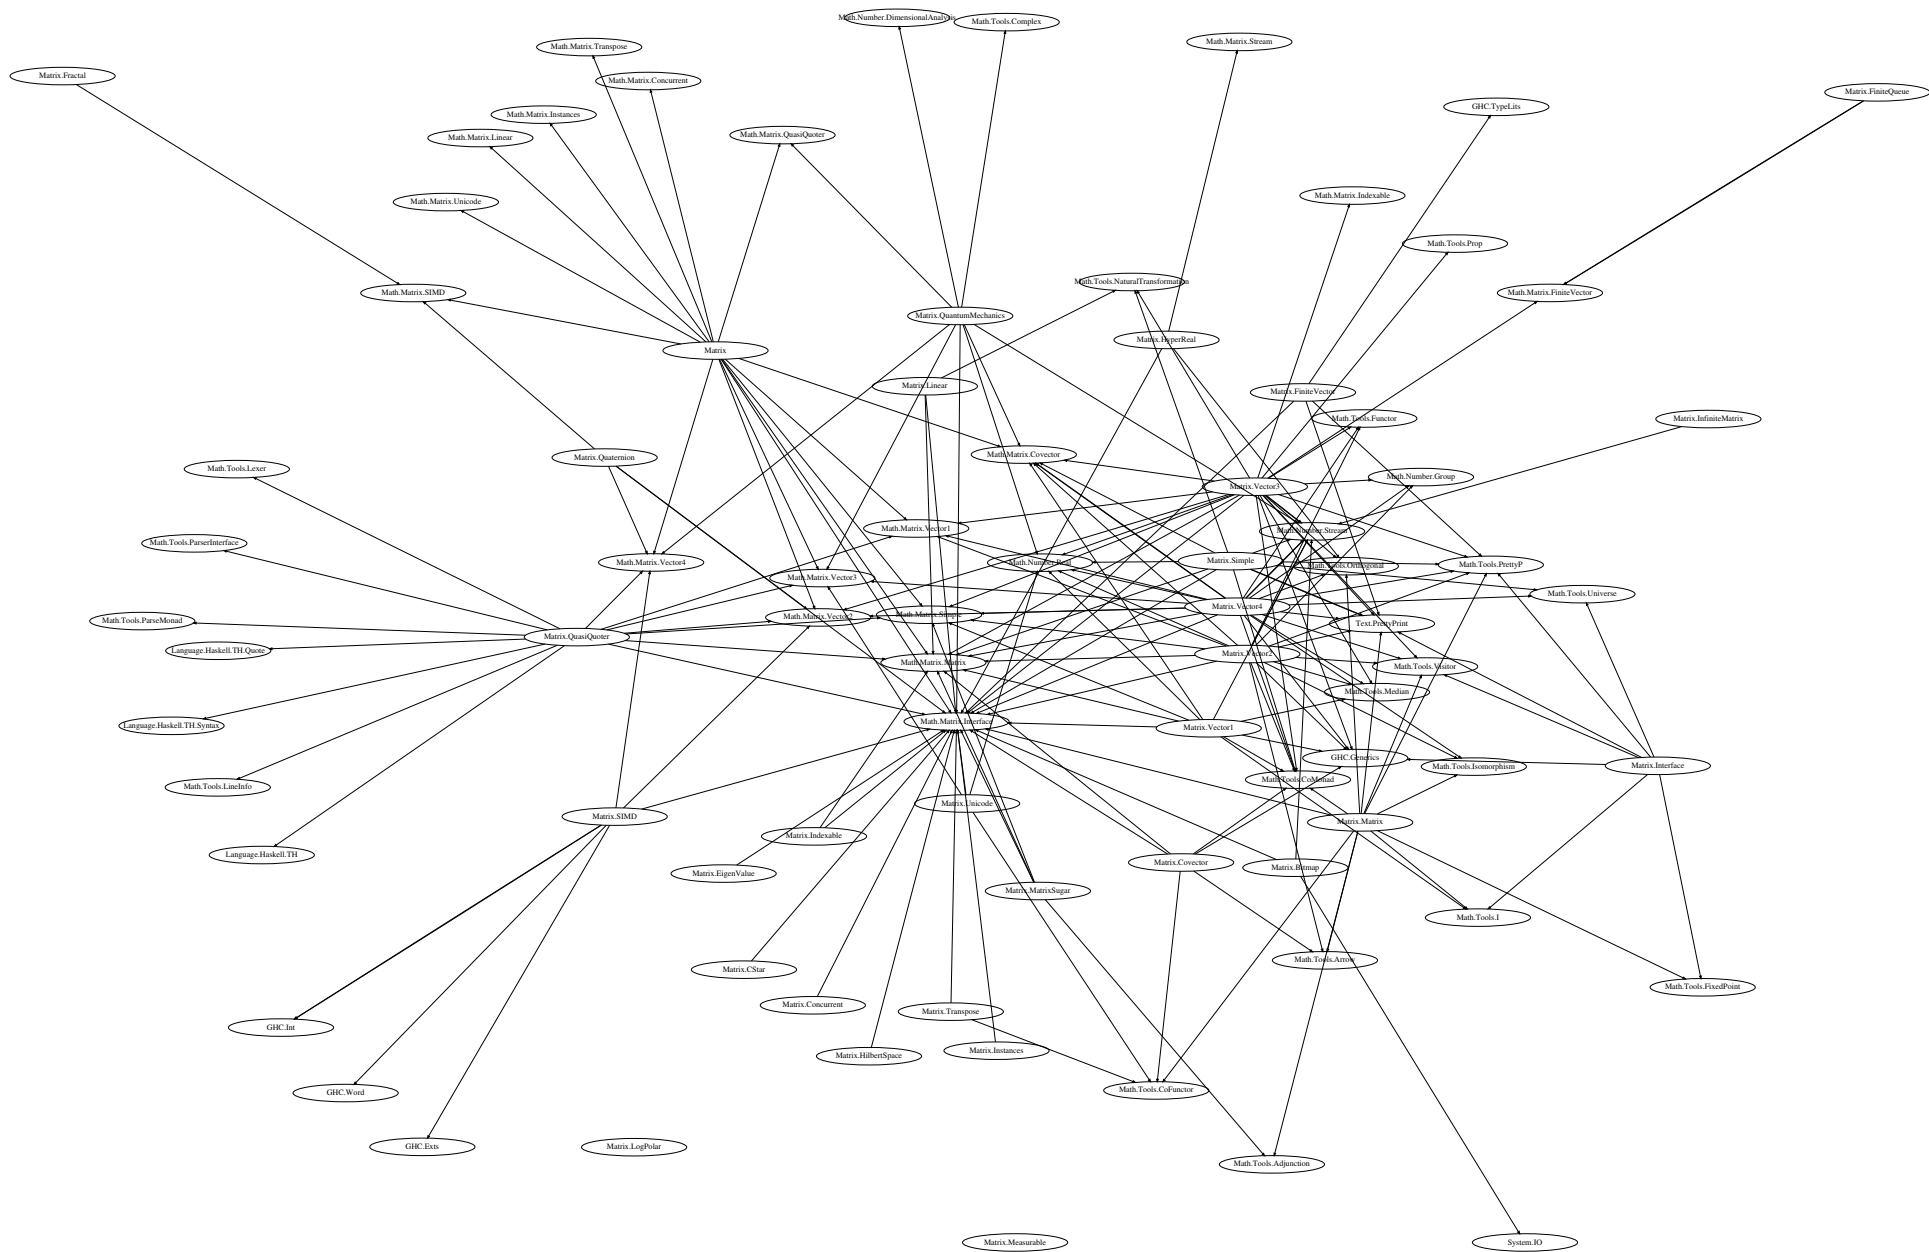 Math.Number.DimensionalAnalysis
Math.Tools.Complex
Math.Matrix.Transpose
Math.Matrix.Stream
Matrix.Fractal
Math.Matrix.Concurrent
Matrix.FiniteQueue
GHC.TypeLits
Math.Matrix.Instances
Math.Matrix.Linear
Math.Matrix.QuasiQuoter
Math.Matrix.Indexable
Math.Matrix.Unicode
Math.Tools.Prop
Math.Tools.NaturalTransformation
Math.Matrix.SIMD
Math.Matrix.FiniteVector
Matrix.QuantumMechanics
Matrix.HyperReal
Matrix
Matrix.Linear
Matrix.FiniteVector
Math.Tools.Functor
Matrix.InfiniteMatrix
Math.Matrix.Covector
Matrix.Quaternion
Math.Tools.Lexer
Math.Number.Group
Matrix.Vector3
Math.Matrix.Vector1
Math.Number.Stream
Math.Tools.ParserInterface
Math.Matrix.Vector4
Math.Number.Real
Matrix.Simple
Math.Tools.Orthogonal
Math.Tools.PrettyP
Math.Matrix.Vector3
Math.Tools.Universe
Matrix.Vector4
Math.Matrix.Simple
Math.Matrix.Vector2
Math.Tools.ParseMonad
Text.PrettyPrint
Matrix.QuasiQuoter
Language.Haskell.TH.Quote
Matrix.Vector2
Math.Matrix.Matrix
Math.Tools.Visitor
Math.Tools.Median
Math.Matrix.Interface
Language.Haskell.TH.Syntax
Matrix.Vector1
GHC.Generics
Matrix.Interface
Math.Tools.Isomorphism
Math.Tools.CoMonad
Math.Tools.LineInfo
Matrix.Unicode
Matrix.SIMD
Matrix.Matrix
Matrix.Indexable
Language.Haskell.TH
Matrix.Covector
Matrix.Bitmap
Matrix.EigenValue
Matrix.MatrixSugar
Math.Tools.I
Math.Tools.Arrow
Matrix.CStar
Math.Tools.FixedPoint
Matrix.Concurrent
Matrix.Transpose
GHC.Int
Matrix.Instances
Matrix.HilbertSpace
Math.Tools.CoFunctor
GHC.Word
GHC.Exts
Matrix.LogPolar
Math.Tools.Adjunction
Matrix.Measurable
System.IO